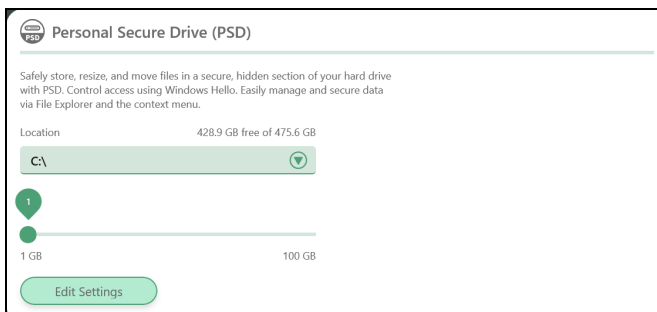 PSD
Personal Secure Drive (PSD)
Safely store, resize, and move files in a secure, hidden section of your hard drive
with PSD. Control access using Windows Hello. Easily manage and secure data
via File Explorer and the context menu.
Location 428.9 GB free of 475.6 GB
C:\
1
1 GB 100 GB
Edit Settings